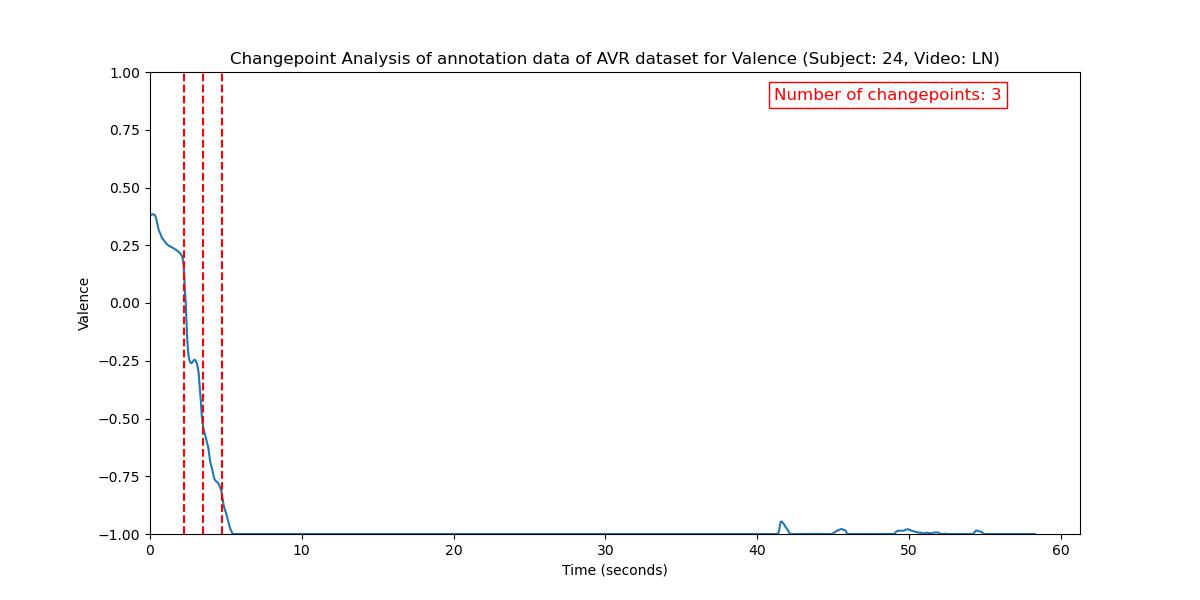 Changepoint Analysis of annotation data of AVR dataset for Valence (Subject: 24, Video: LN)
Number of changepoints: 3
1.00
0.75
0.50
0.25
0.00
−0.25
−0.50
−0.75
−1.00
Valence
0 10 20 30 40 50 60
Time (seconds)